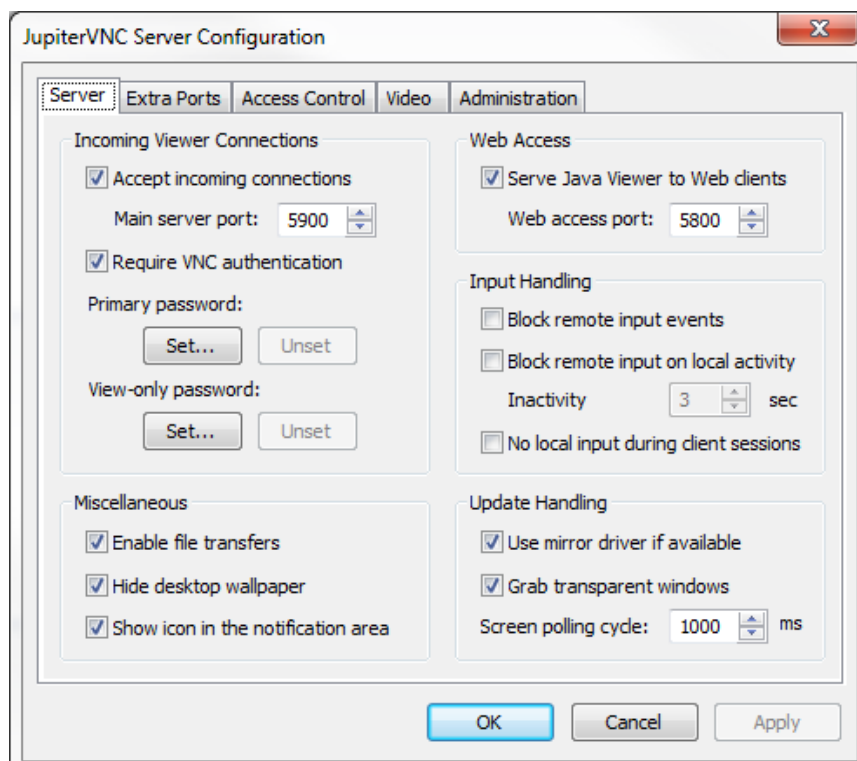 JupiterVNC Server Configuration
Server Extra Ports Access Control Video Administration
Incoming Viewer Connections
Accept incoming connections
Main server port: 5900
Require VNC authentication
Primary password:
Set... Unset
View-only password:
Set... Unset
Web Access
Serve Java Viewer to Web clients
Web access port: 5800
Input Handling
Block remote input events
Block remote input on local activity
Inactivity 3 sec
No local input during client sessions
Miscellaneous
Enable file transfers
Hide desktop wallpaper
Show icon in the notification area
Update Handling
Use mirror driver if available
Grab transparent windows
Screen polling cycle: 1000 ms
OK Cancel Apply